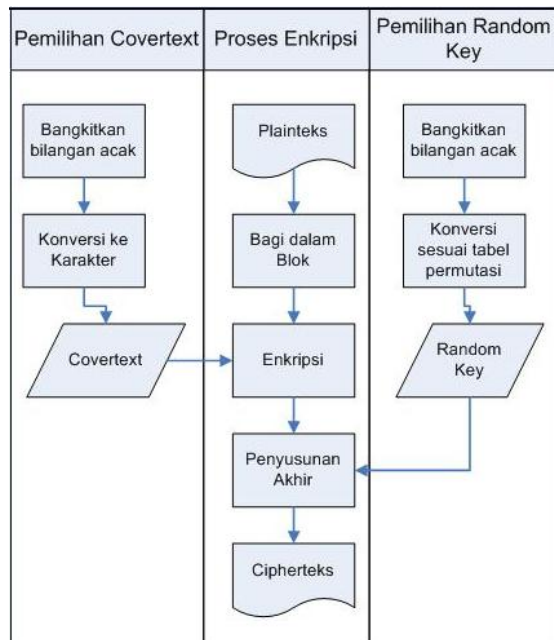 Pemilihan Covertext
Proses Enkripsi
Pemilihan Random
Key
Bangkitkan
bilangan acak
Konversi ke
Karakter
Covertext
Plainteks
Bagi dalam
Blok
Enkripsi
Penyusunan
Akhir
Cipherteks
Bangkitkan
bilangan acak
Konversi
sesuai tabel
permutasi
Random
Key